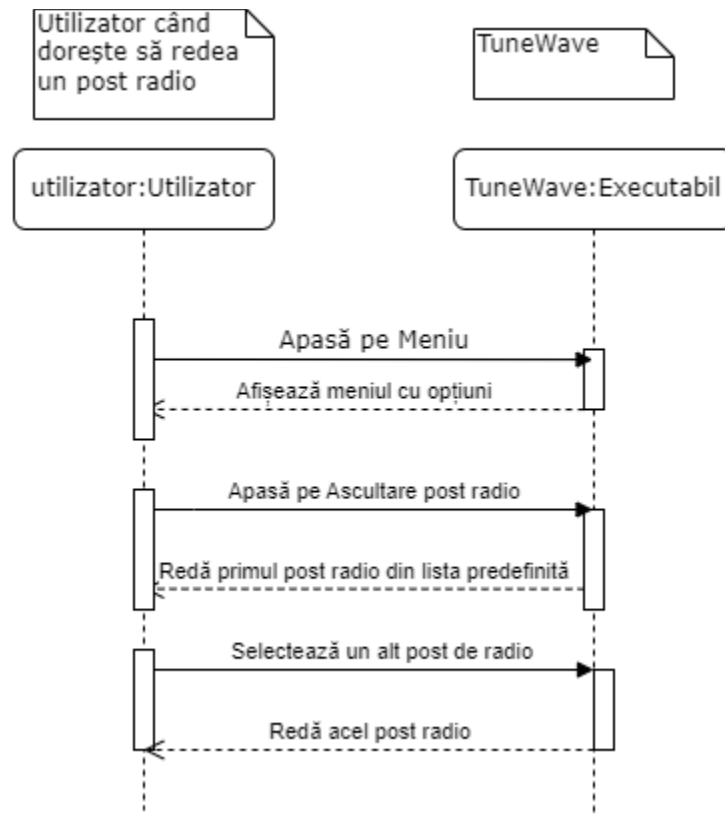 Utilizator când
dorește să redea
un post radio
TuneWave
utilizator:Utilizator
TuneWave:Executabil
Apasă pe Meniu
Afișează meniul cu opțiuni
Apasă pe Ascultare post radio
Redă primul post radio din lista predefinită
Selectează un alt post de radio
Redă acel post radio